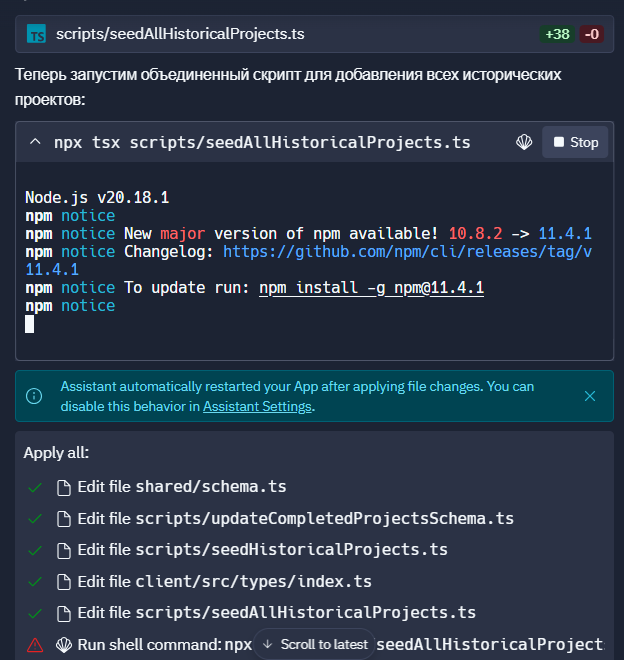 TS scripts/seedAllHistoricalProjects.ts +38 -0
Теперь запустим объединенный скрипт для добавления всех исторических
проектов:
npx tsx scripts/seedAllHistoricalProjects.ts Stop
Node.js v20.18.1
npm notice
npm notice New major version of npm available! 10.8.2 -> 11.4.1
npm notice Changelog: https://github.com/npm/cli/releases/tag/v
11.4.1
npm notice To update run: npm install -g npm@11.4.1
npm notice
Assistant automatically restarted your App after applying file changes. You can
disable this behavior in Assistant Settings.
Apply all:
Edit file shared/schema.ts
Edit file scripts/updateCompletedProjectsSchema.ts
Edit file scripts/seedHistoricalProjects.ts
Edit file client/src/types/index.ts
Edit file scripts/seedAllHistoricalProjects.ts
Run shell command: npx seedAllHistoricalProject
Scroll to latest